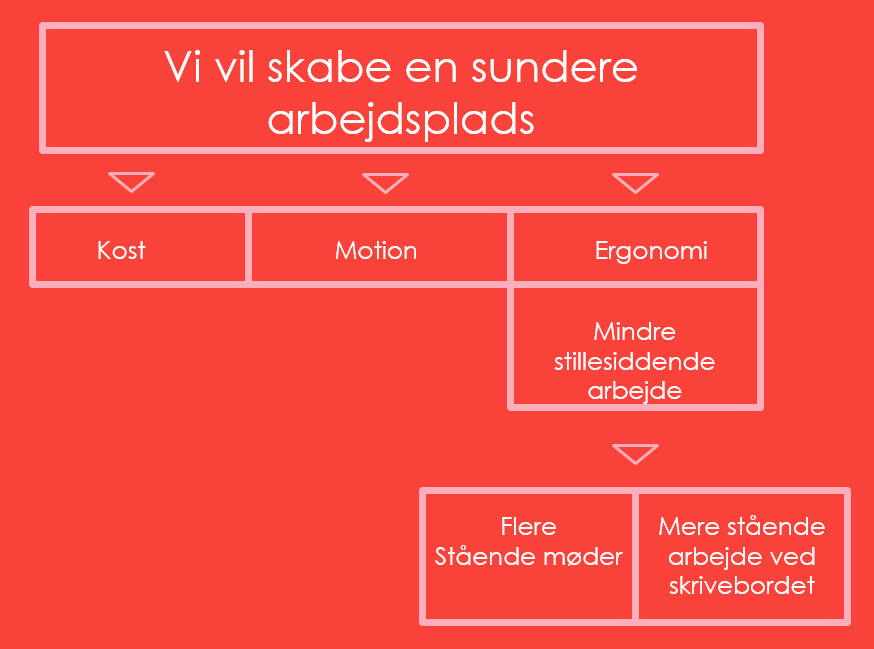 Vi vil skabe en sundere
arbejdsplads
Kost
Motion
Ergonomi
Mindre
stillesiddende
arbejde
Flere
Stående møder
Mere stående
arbejde ved
skrivebordet